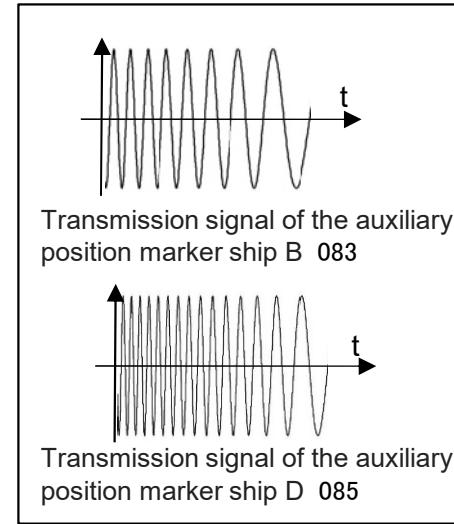 t
Transmission signal of the auxiliary
position marker ship B 083
t
Transmission signal of the auxiliary
position marker ship D 085